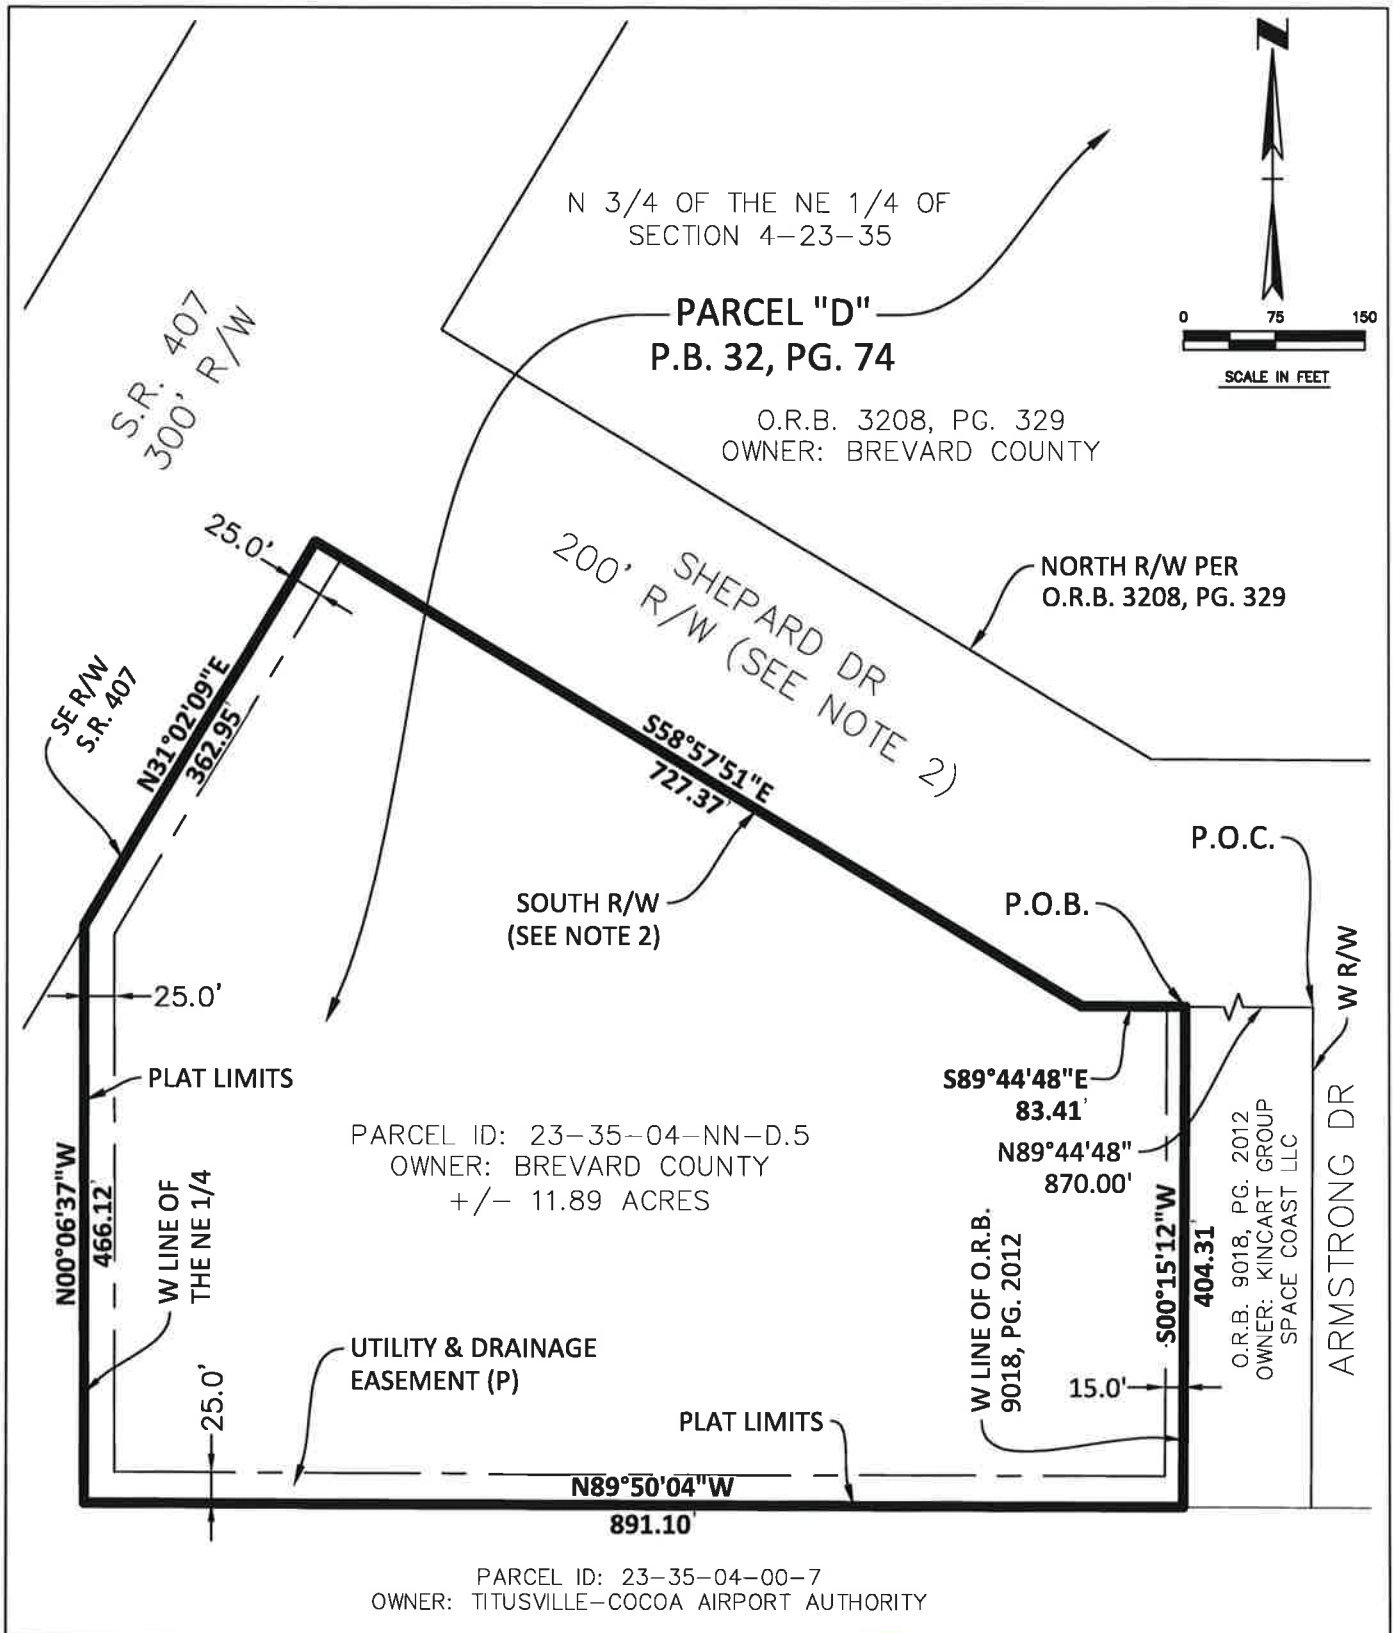 N
0 75 150
SCALE IN FEET
N 3/4 OF THE NE 1/4 OF
SECTION 4-23-35
PARCEL "D"
P.B. 32, PG. 74
O.R.B. 3208, PG. 329
OWNER: BREVARD COUNTY
S.R. 407
300' R/W
25.0'
SHEPARD DR
200' R/W (SEE NOTE 2)
NORTH R/W PER
O.R.B. 3208, PG. 329
SE R/W
S.R. 407
N31°02'09"E
362.95'
S58°57'51"E
727.37'
SOUTH R/W
(SEE NOTE 2)
P.O.C.
P.O.B.
W R/W
25.0'
PLAT LIMITS
S89°44'48"E
83.41'
N89°44'48"
870.00'
PARCEL ID: 23-35-04-NN-D.5
OWNER: BREVARD COUNTY
+/- 11.89 ACRES
N00°06'37"W
466.12'
W LINE OF
THE NE 1/4
W LINE OF O.R.B.
9018, PG. 2012
S00°15'12"W
404.31'
O.R.B. 9018, PG. 2012
OWNER: KINCART GROUP
SPACE COAST LLC
ARMSTRONG DR
UTILITY & DRAINAGE
EASEMENT (P)
25.0'
15.0'
PLAT LIMITS
N89°50'04"W
891.10'
PARCEL ID: 23-35-04-00-7
OWNER: TITUSVILLE-COCOA AIRPORT AUTHORITY